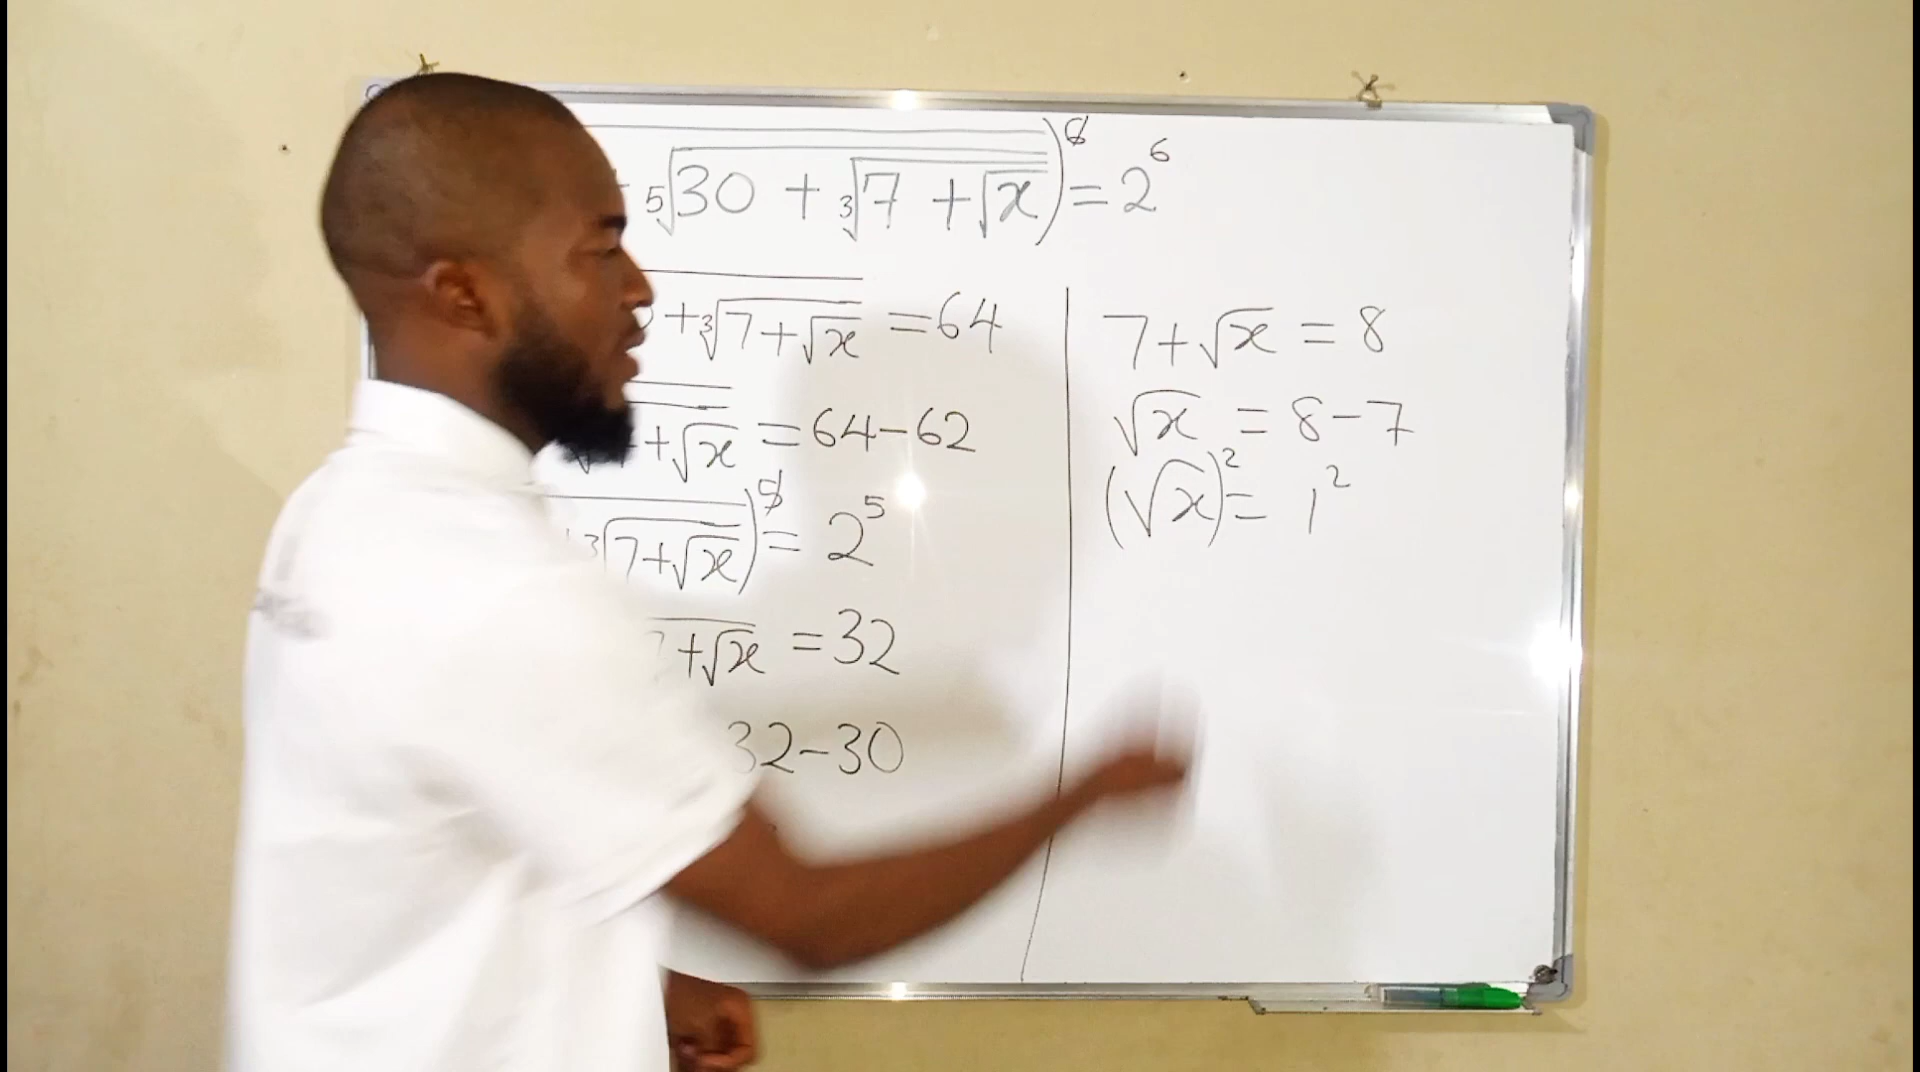 + ⁵√(30 + ³√(7 + √x)))⁶ = 2⁶
+ ³√(7+√x) = 64
+√x = 64-62
³√(7+√x))⁵ = 2⁵
+√x = 32
32-30
7+√x = 8
√x = 8-7
(√x)² = 1²